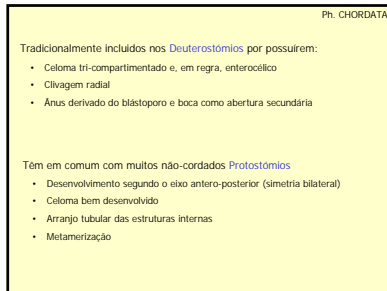 Ph. CHORDATA
Tradicionalmente incluidos nos Deuterostómios por possuirem:
• Celoma tri-compartimentado e, em regra, enterocélico
• Clivagem radial
• Ânus derivado do blástoporo e boca como abertura secundária
Têm em comum com muitos não-cordados Protostómios
• Desenvolvimento segundo o eixo antero-posterior (simetria bilateral)
• Celoma bem desenvolvido
• Arranjo tubular das estruturas internas
• Metamerização